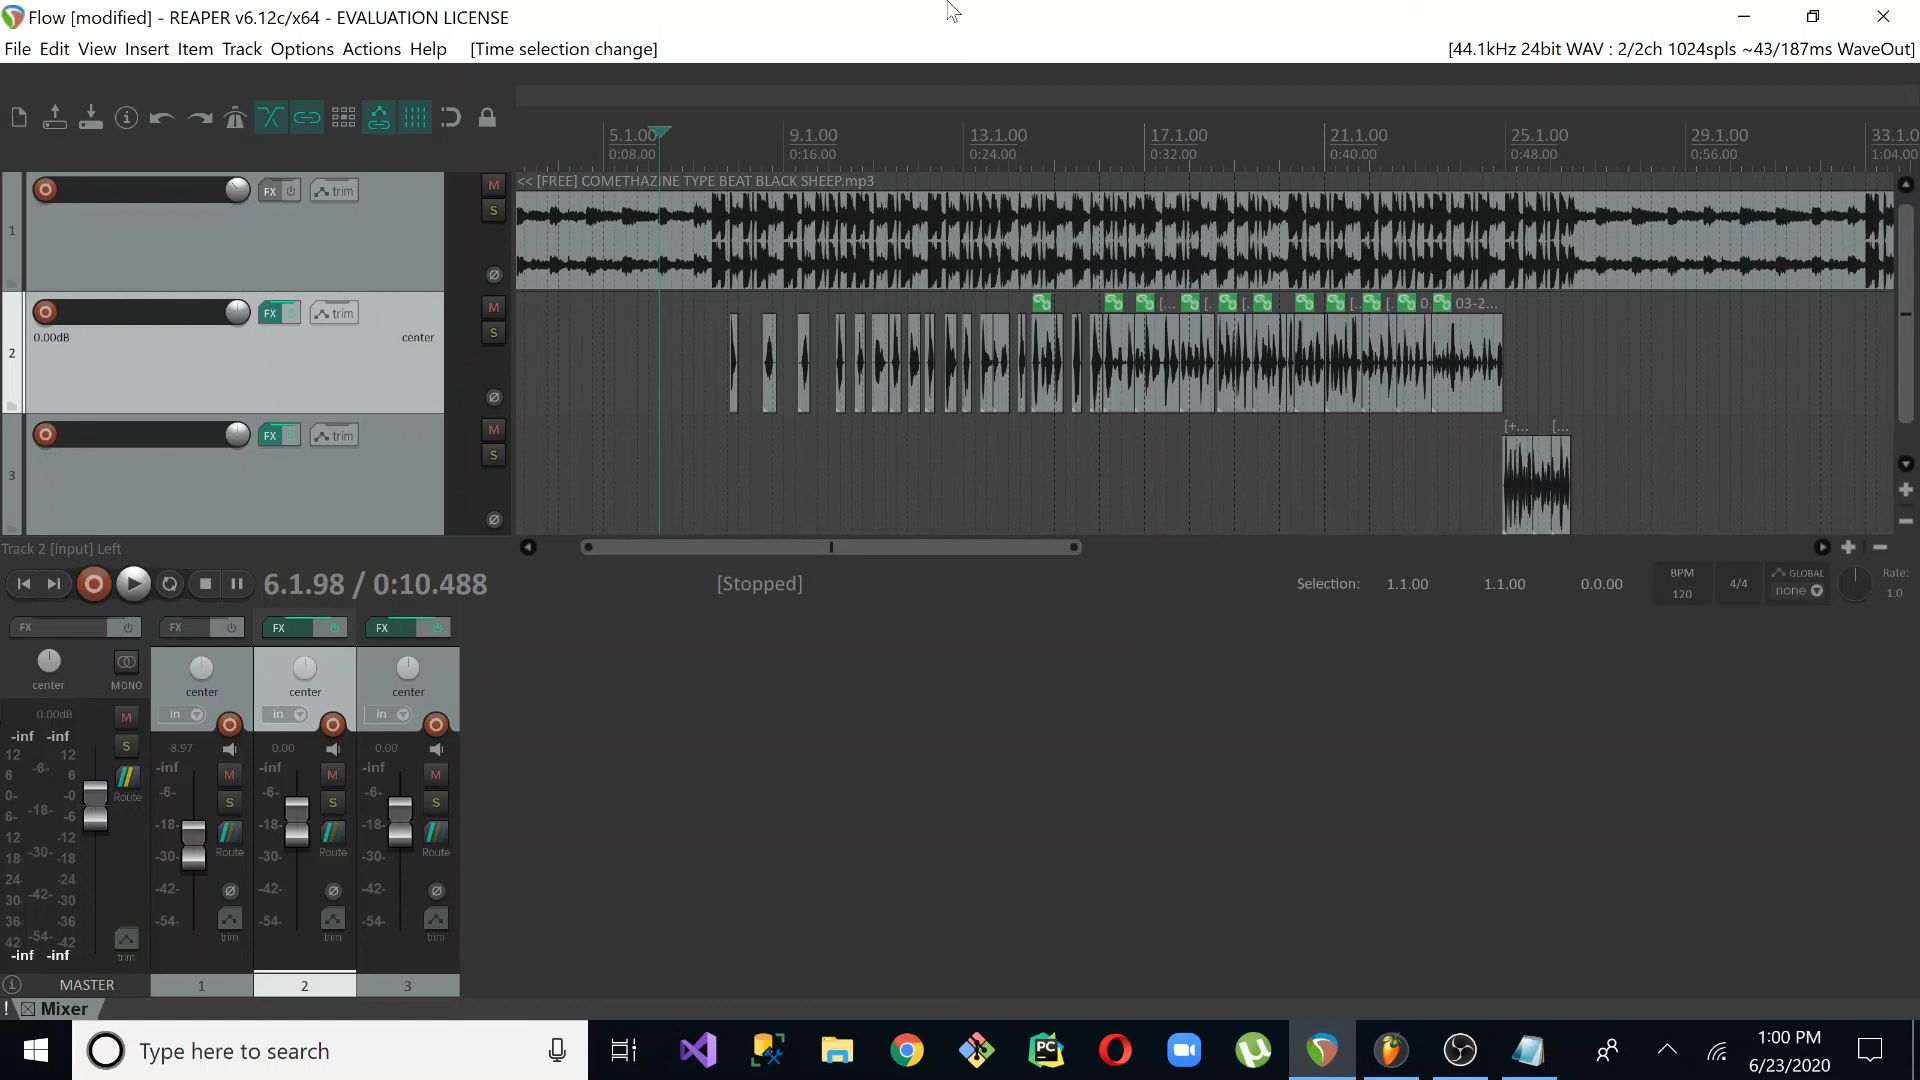 Flow [modified] - REAPER v6.12c/x64 - EVALUATION LICENSE
File Edit View Insert Item Track Options Actions Help [Time selection change] [44.1kHz 24bit WAV : 2/2ch 1024spls ~43/187ms WaveOut]
5.1.00 9.1.00 13.1.00 17.1.00 21.1.00 25.1.00 29.1.00 33.1.0
0:08.00 0:16.00 0:24.00 0:32.00 0:40.00 0:48.00 0:56.00 1:04.00
<< [FREE] COMETHAZINE TYPE BEAT BLACK SHEEP.mp3
1 FX trim M S
[... [. [. [... [. 0. 03-2...
2 FX trim M S
0.00dB center
[+... [...
3 FX trim M S
Track 2 [input] Left
6.1.98 / 0:10.488 [Stopped] Selection: 1.1.00 1.1.00 0.0.00 BPM 120 4/4 GLOBAL none Rate: 1.0
FX FX FX FX
center MONO center center center
in in in
0.00dB M 8.97 0.00 0.00
-inf -inf -inf -inf -inf
12 -6- 12 S -6- M -6- M -6- M
6 6 S S S
0- -18- -0 Route -18- -18- -18-
6- -6 Route Route Route
12 -30- 12 -30- -30- -30-
18- -18
24 -42- -24 -42- -42- -42-
30 -30
36 -54- -36 -54- -54- -54-
42 -42 trim trim trim trim
-inf -inf
MASTER 1 2 3
! Mixer
Type here to search
PC
1:00 PM
6/23/2020